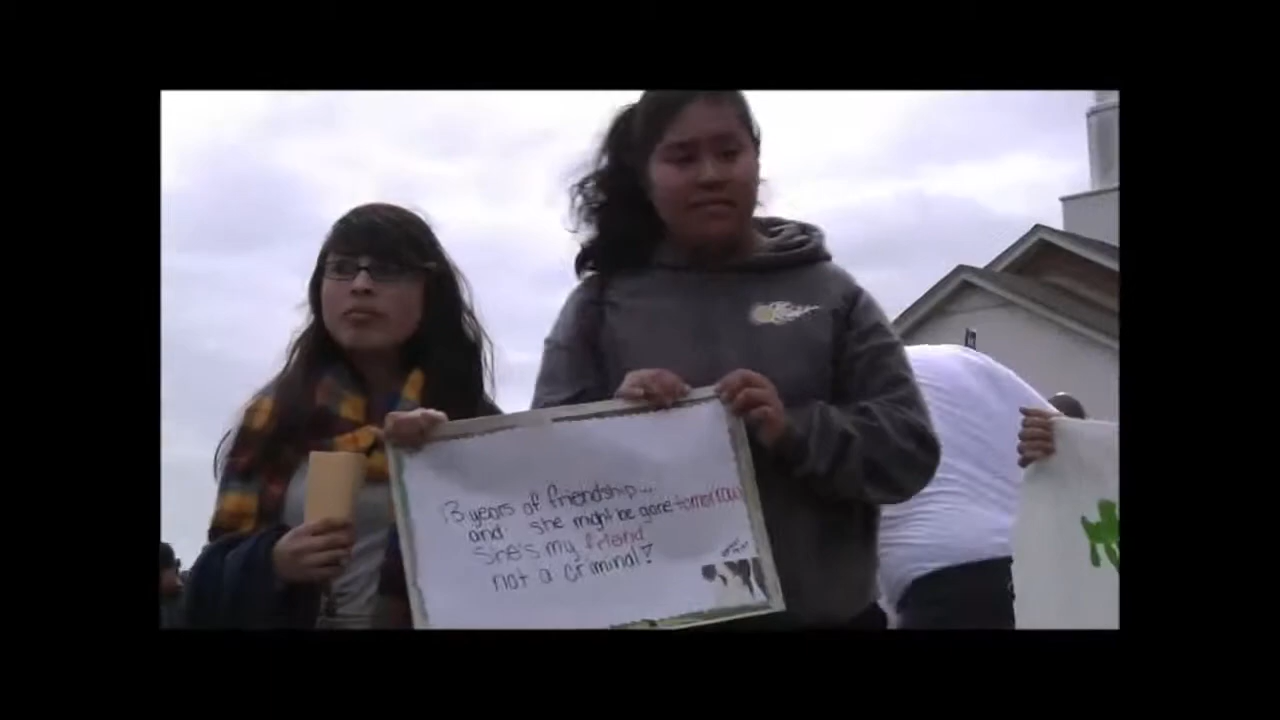 13 years of friendship...
and she might be gone tomorrow
She's my friend
not a criminal!